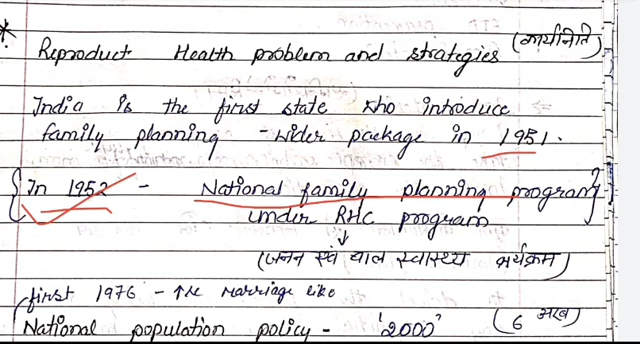 * Reproduct Health problem and strategies (कार्यनिति)
India is the first state who introduce
family planning - wider package in 1951.
{In 1952 - National family planning program}
under RHC program
↓
(जनन एवं बाल स्वास्थ्य कार्यक्रम)
first 1976 - the marriage like
National population policy - '2000' (6 अरब)